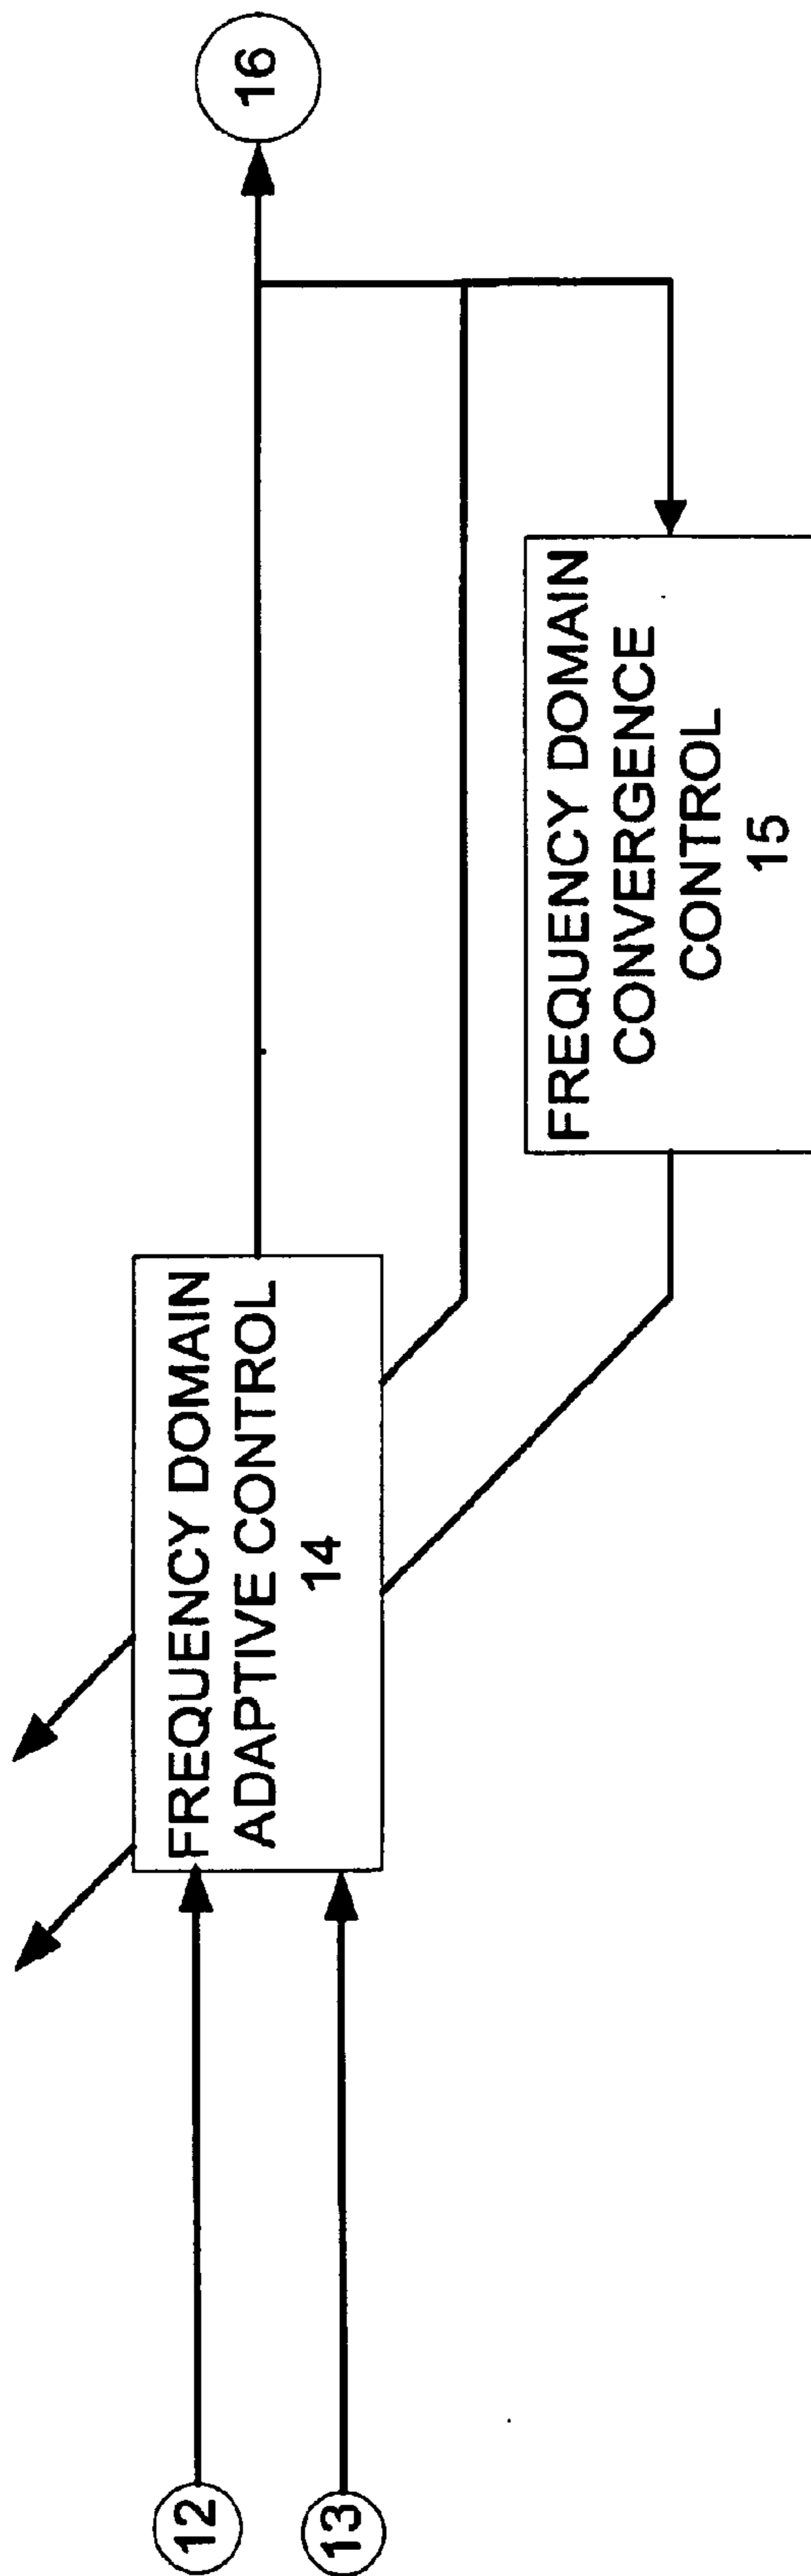 12
13
FREQUENCY DOMAIN
ADAPTIVE CONTROL
14
FREQUENCY DOMAIN
CONVERGENCE
CONTROL
15
16